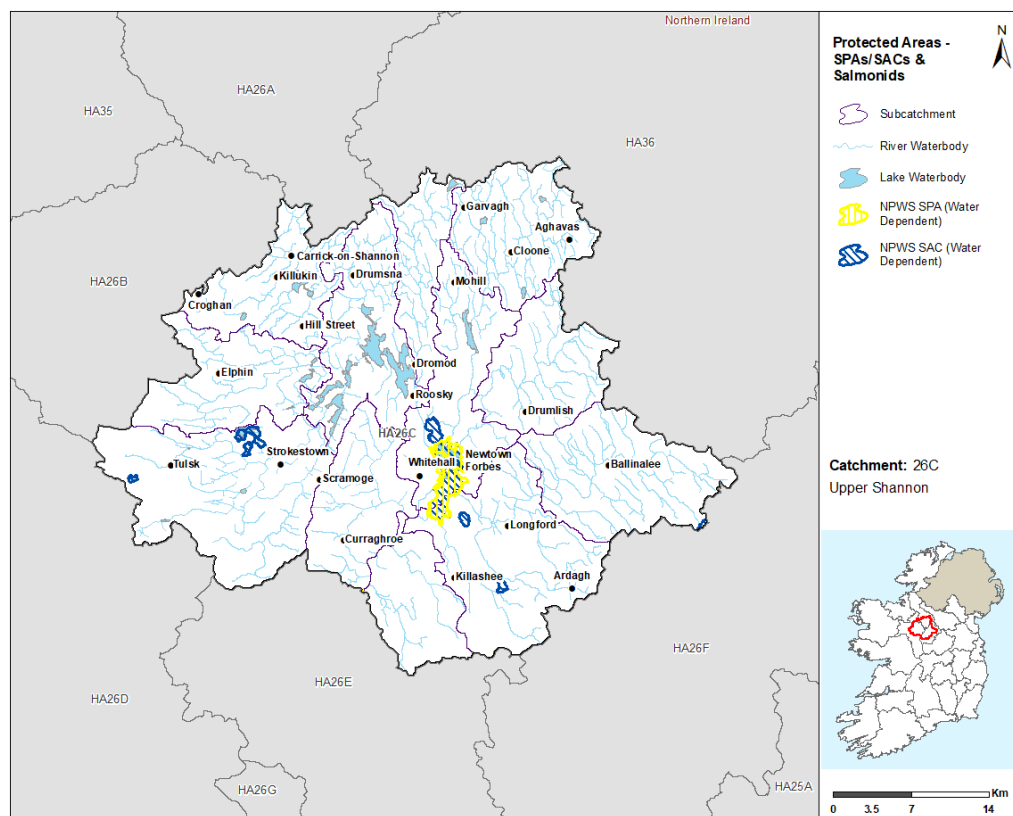 Northern Ireland
HA35
HA26A
HA36
HA26B
Garvagh
Aghavas
Carrick-on-Shannon
Cloone
Killukin
Drumsna
Mohill
Croghan
Hill Street
Dromod
Elphin
Roosky
Drumlish
HA26C
Strokestown
Tulsk
Whitehall
Newtown
Forbes
Ballinalee
Scramoge
Longford
Curraghroe
Killashee
Ardagh
HA26F
HA26E
HA26D
HA26G
HA25A
Protected Areas -
SPAs/SACs &
Salmonids
N
Subcatchment
River Waterbody
Lake Waterbody
NPWS SPA (Water
Dependent)
NPWS SAC (Water
Dependent)
Catchment: 26C
Upper Shannon
Km
0 3.5 7 14